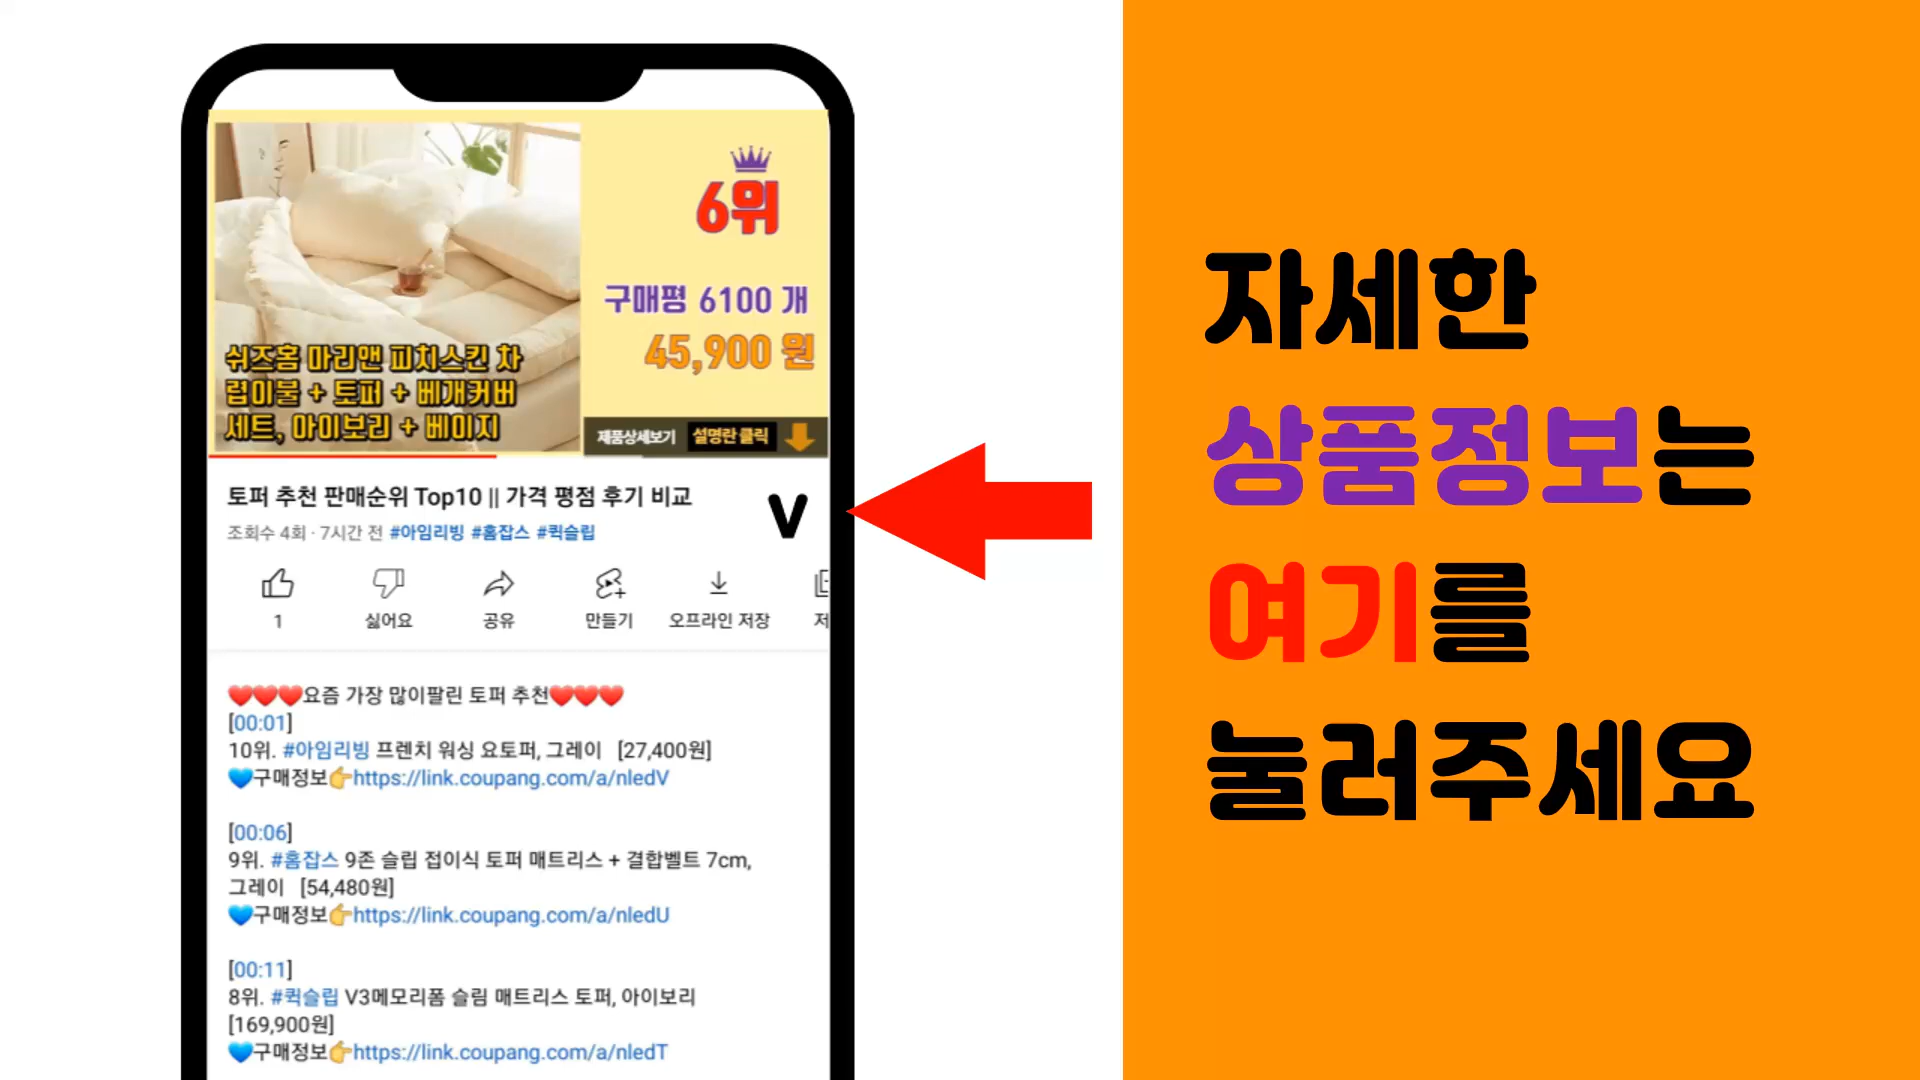 6위
구매평 6100 개
45,900 원
쉬즈홈 마리앤 피치스킨 차
렵이불 + 토퍼 + 베개커버
세트, 아이보리 + 베이지
제품상세보기 설명란 클릭
토퍼 추천 판매순위 Top10 || 가격 평점 후기 비교
V
조회수 4회 · 7시간 전 #아임리빙 #홈잡스 #퀵슬립
1 싫어요 공유 만들기 오프라인 저장 저
❤️❤️❤️요즘 가장 많이팔린 토퍼 추천❤️❤️❤️
[00:01]
10위. #아임리빙 프렌치 워싱 요토퍼, 그레이 [27,400원]
💙구매정보👉https://link.coupang.com/a/nledV
[00:06]
9위. #홈잡스 9존 슬립 접이식 토퍼 매트리스 + 결합벨트 7cm,
그레이 [54,480원]
💙구매정보👉https://link.coupang.com/a/nledU
[00:11]
8위. #퀵슬립 V3메모리폼 슬림 매트리스 토퍼, 아이보리
[169,900원]
💙구매정보👉https://link.coupang.com/a/nledT
자세한
상품정보는
여기를
눌러주세요